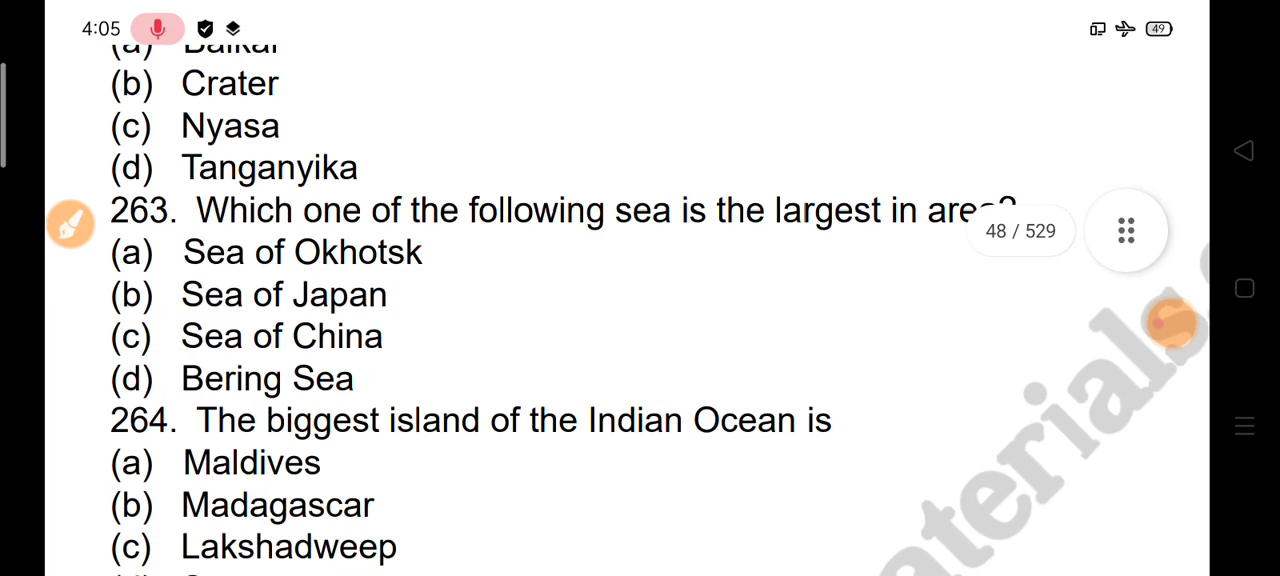 4:05
49
(a) Baikal
(b) Crater
(c) Nyasa
(d) Tanganyika
263. Which one of the following sea is the largest in area?
48 / 529
(a) Sea of Okhotsk
(b) Sea of Japan
(c) Sea of China
(d) Bering Sea
264. The biggest island of the Indian Ocean is
(a) Maldives
(b) Madagascar
(c) Lakshadweep